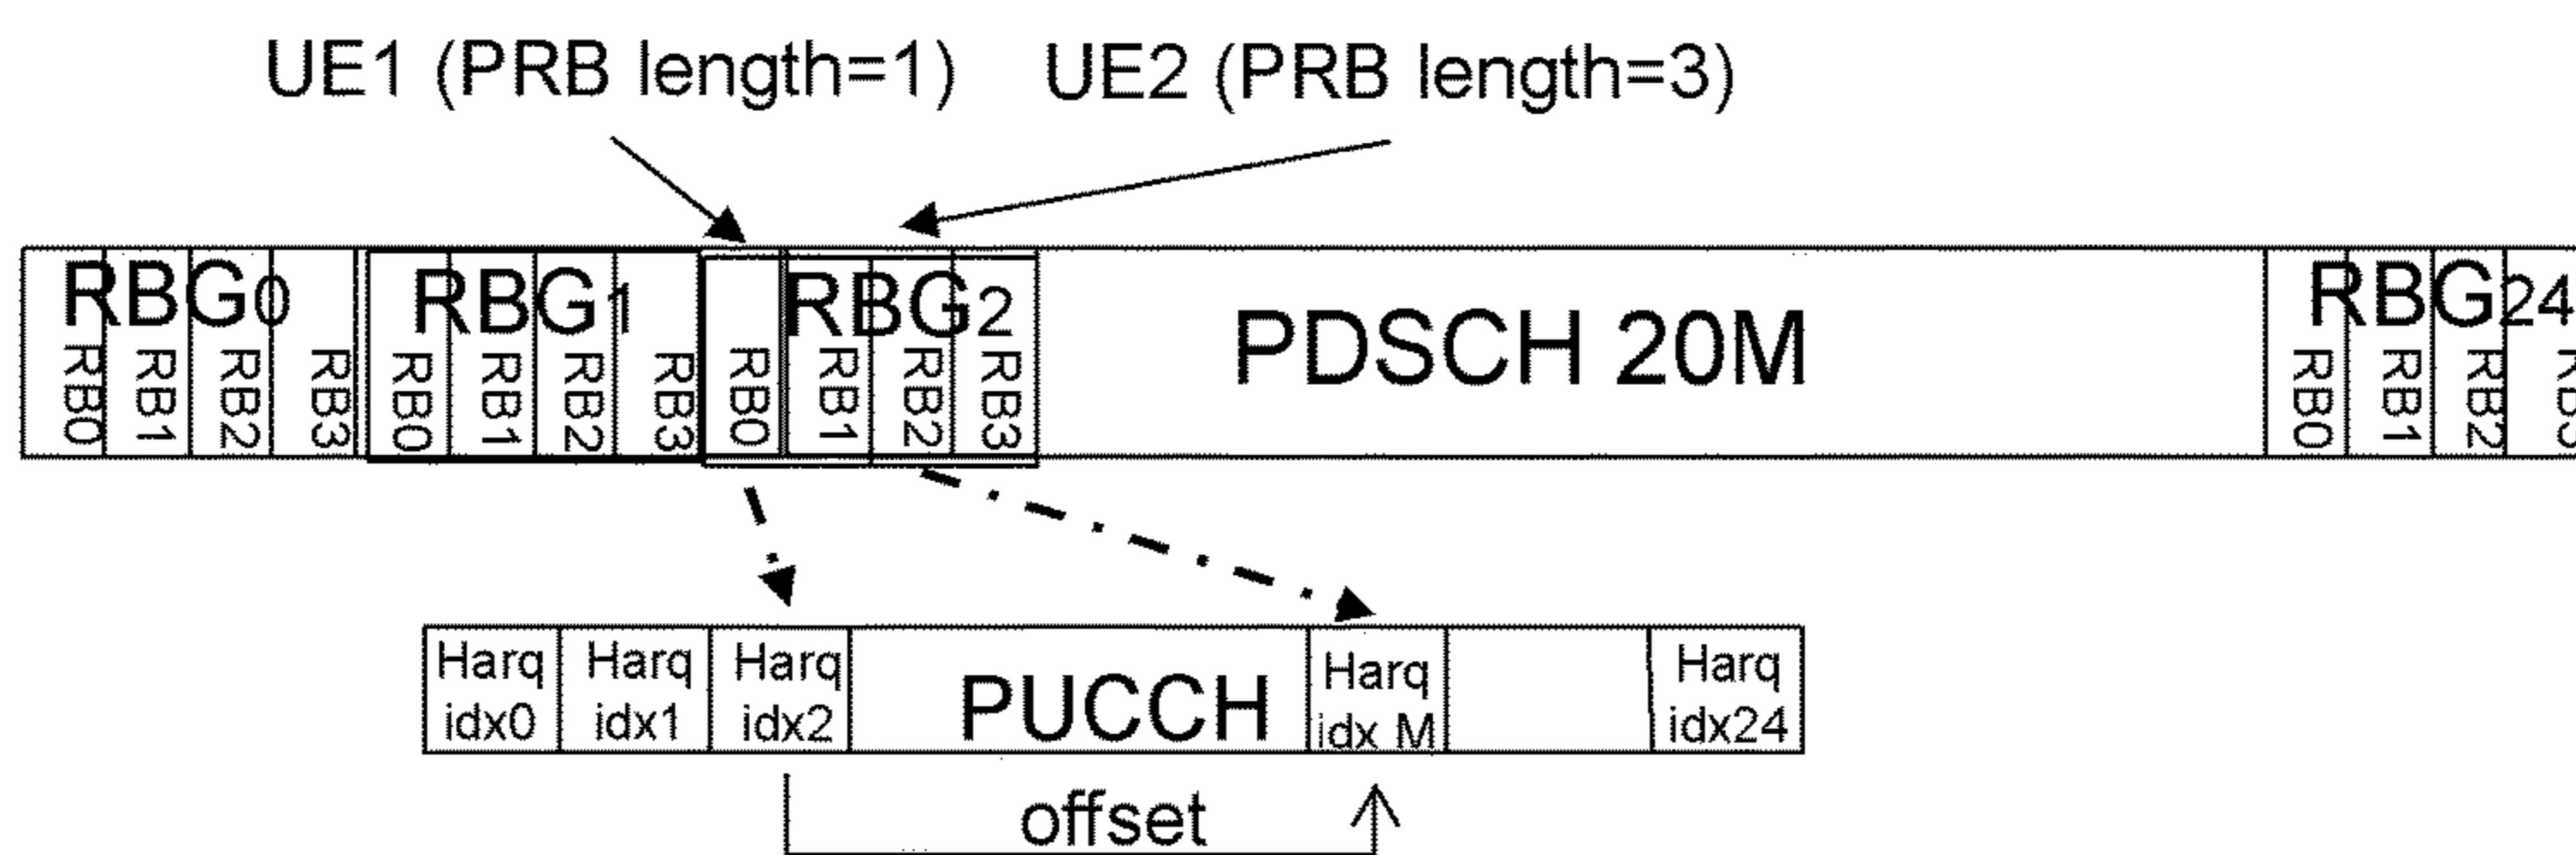 UE1 (PRB length=1) UE2 (PRB length=3)
RBG0 RBG1 RBG2 PDSCH 20M RBG24
RB0 RB1 RB2 RB3 RB0 RB1 RB2 RB3 RB0 RB1 RB2 RB3 RB0 RB1 RB2 RB3
Harq idx0 Harq idx1 Harq idx2 PUCCH Harq idx M Harq idx24
offset